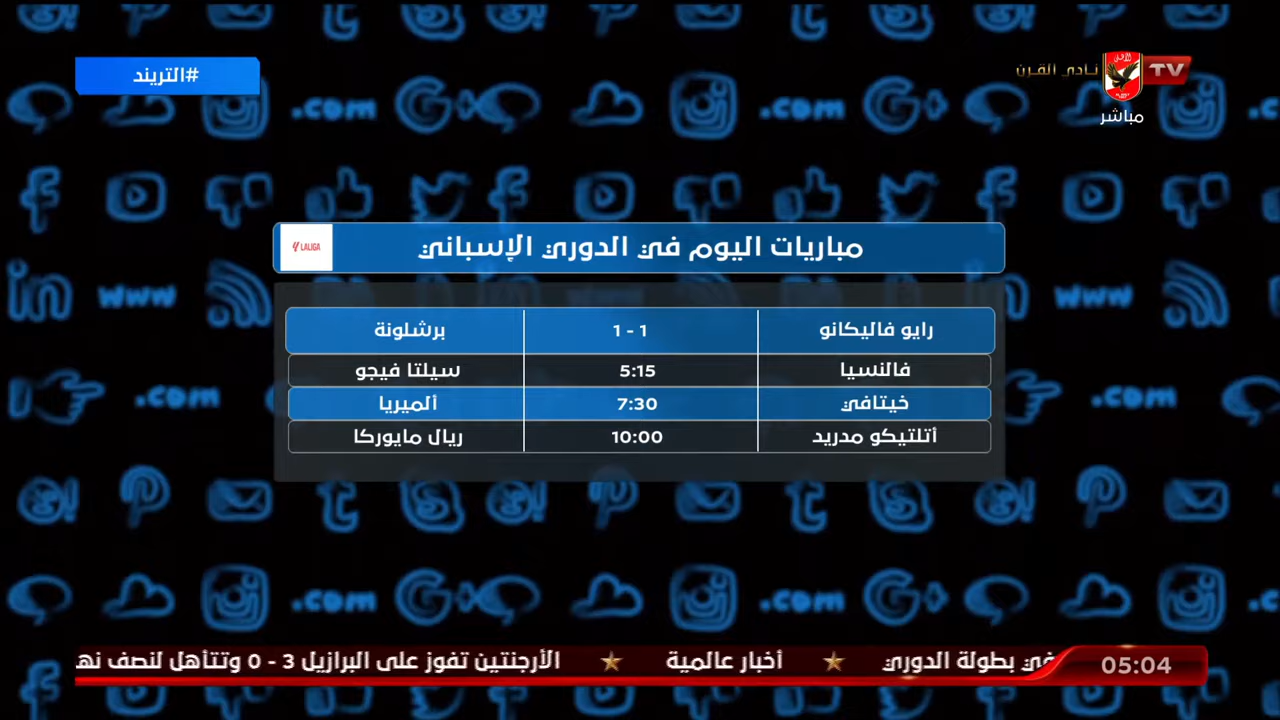 #التريند
نادي القرن
TV
مباشر
مباريات اليوم في الدوري الإسباني
LALIGA
رايو فاليكانو 1 - 1 برشلونة
فالنسيا 5:15 سيلتا فيجو
خيتافي 7:30 ألميريا
أتلتيكو مدريد 10:00 ريال مايوركا
05:04 في بطولة الدوري ★ أخبار عالمية ★ الأرجنتين تفوز على البرازيل 3 - 0 وتتأهل لنصف